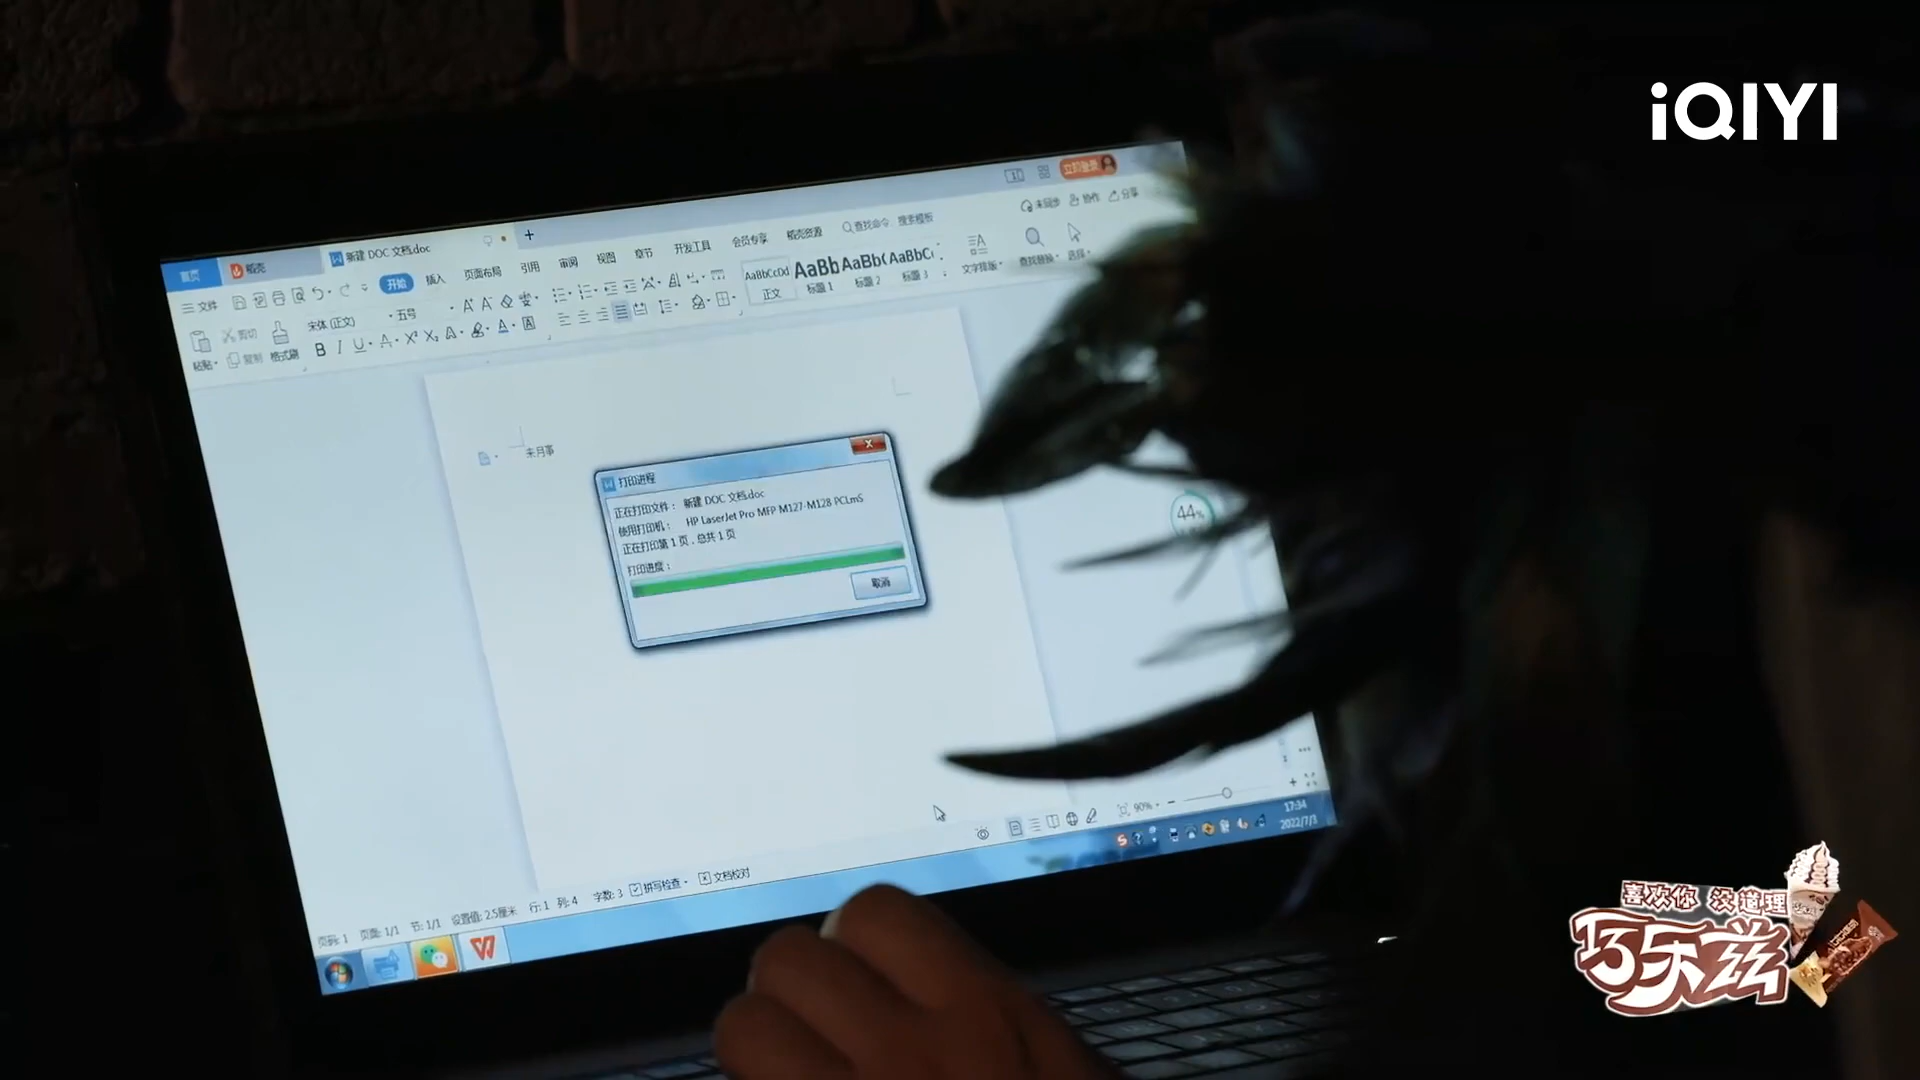 iQIYI
首页
稻壳
新建 DOC 文档.doc
+
未同步 协作 分享
文件
开始 插入 页面布局 引用 审阅 视图 章节 开发工具 会员专享 稻壳资源 查找命令、搜索模板
粘贴 剪切 复制 格式刷
宋体 (正文) 五号
B I U A X² X₂ A A A
AaBbCcDd AaBb AaBb( AaBbC
正文 标题 1 标题 2 标题 3
文字排版 查找替换 选择
来月事
打印进程
正在打印文件： 新建 DOC 文档.doc
使用打印机： HP LaserJet Pro MFP M127-M128 PCLmS
正在打印第 1 页，总共 1 页
打印进度：
取消
44%
页码: 1 页面: 1/1 节: 1/1 设置值: 2.5厘米 行: 1 列: 4 字数: 3 拼写检查 文档校对
90%
17:34
喜欢你 没道理
巧乐兹